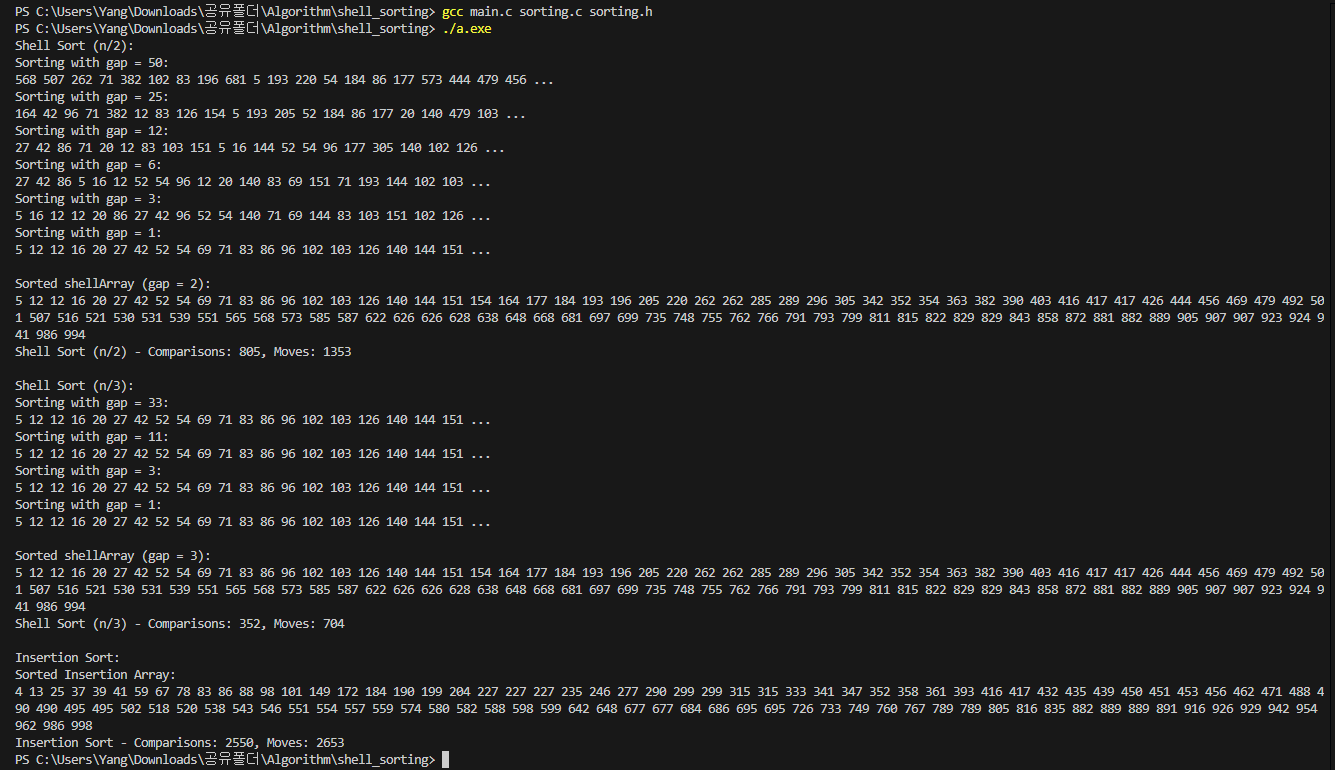 PS C:\Users\Yang\Downloads\공유폴더\Algorithm\shell_sorting> gcc main.c sorting.c sorting.h
PS C:\Users\Yang\Downloads\공유폴더\Algorithm\shell_sorting> ./a.exe
Shell Sort (n/2):
Sorting with gap = 50:
568 507 262 71 382 102 83 196 681 5 193 220 54 184 86 177 573 444 479 456 ...
Sorting with gap = 25:
164 42 96 71 382 12 83 126 154 5 193 205 52 184 86 177 20 140 479 103 ...
Sorting with gap = 12:
27 42 86 71 20 12 83 103 151 5 16 144 52 54 96 177 305 140 102 126 ...
Sorting with gap = 6:
27 42 86 5 16 12 52 54 96 12 20 140 83 69 151 71 193 144 102 103 ...
Sorting with gap = 3:
5 16 12 12 20 86 27 42 96 52 54 140 71 69 144 83 103 151 102 126 ...
Sorting with gap = 1:
5 12 12 16 20 27 42 52 54 69 71 83 86 96 102 103 126 140 144 151 ...
Sorted shellArray (gap = 2):
5 12 12 16 20 27 42 52 54 69 71 83 86 96 102 103 126 140 144 151 154 164 177 184 193 196 205 220 262 262 285 289 296 305 342 352 354 363 382 390 403 416 417 417 426 444 456 469 479 492 50
1 507 516 521 530 531 539 551 565 568 573 585 587 622 626 626 628 638 648 668 681 697 699 735 748 755 762 766 791 793 799 811 815 822 829 829 843 858 872 881 882 889 905 907 907 923 924 9
41 986 994
Shell Sort (n/2) - Comparisons: 805, Moves: 1353
Shell Sort (n/3):
Sorting with gap = 33:
5 12 12 16 20 27 42 52 54 69 71 83 86 96 102 103 126 140 144 151 ...
Sorting with gap = 11:
5 12 12 16 20 27 42 52 54 69 71 83 86 96 102 103 126 140 144 151 ...
Sorting with gap = 3:
5 12 12 16 20 27 42 52 54 69 71 83 86 96 102 103 126 140 144 151 ...
Sorting with gap = 1:
5 12 12 16 20 27 42 52 54 69 71 83 86 96 102 103 126 140 144 151 ...
Sorted shellArray (gap = 3):
5 12 12 16 20 27 42 52 54 69 71 83 86 96 102 103 126 140 144 151 154 164 177 184 193 196 205 220 262 262 285 289 296 305 342 352 354 363 382 390 403 416 417 417 426 444 456 469 479 492 50
1 507 516 521 530 531 539 551 565 568 573 585 587 622 626 626 628 638 648 668 681 697 699 735 748 755 762 766 791 793 799 811 815 822 829 829 843 858 872 881 882 889 905 907 907 923 924 9
41 986 994
Shell Sort (n/3) - Comparisons: 352, Moves: 704
Insertion Sort:
Sorted Insertion Array:
4 13 25 37 39 41 59 67 78 83 86 88 98 101 149 172 184 190 199 204 227 227 227 235 246 277 290 299 299 315 315 333 341 347 352 358 361 393 416 417 432 435 439 450 451 453 456 462 471 488 4
90 490 495 495 502 518 520 538 543 546 551 554 557 559 574 580 582 588 598 599 642 648 677 677 684 686 695 695 726 733 749 760 767 789 789 805 816 835 882 889 889 891 916 926 929 942 954
962 986 998
Insertion Sort - Comparisons: 2550, Moves: 2653
PS C:\Users\Yang\Downloads\공유폴더\Algorithm\shell_sorting>